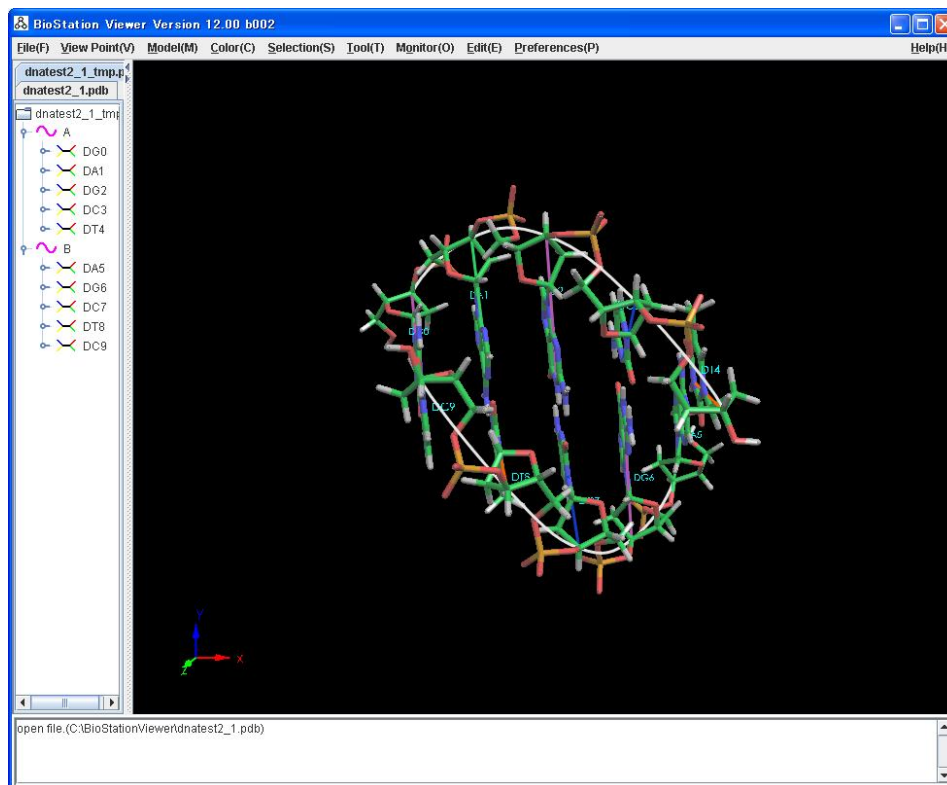 BioStation Viewer Version 12.00 b002
File(F) View Point(V) Model(M) Color(C) Selection(S) Tool(T) Monitor(O) Edit(E) Preferences(P) Help(H
dnatest2_1_tmp.p
dnatest2_1.pdb
dnatest2_1_tmp
A
DG0
DA1
DG2
DC3
DT4
B
DA5
DG6
DC7
DT8
DC9
DA1
DG0
DT4
DC9
DT8
DG6
Y
X
Z
open file.(C:\BioStationViewer\dnatest2_1.pdb)